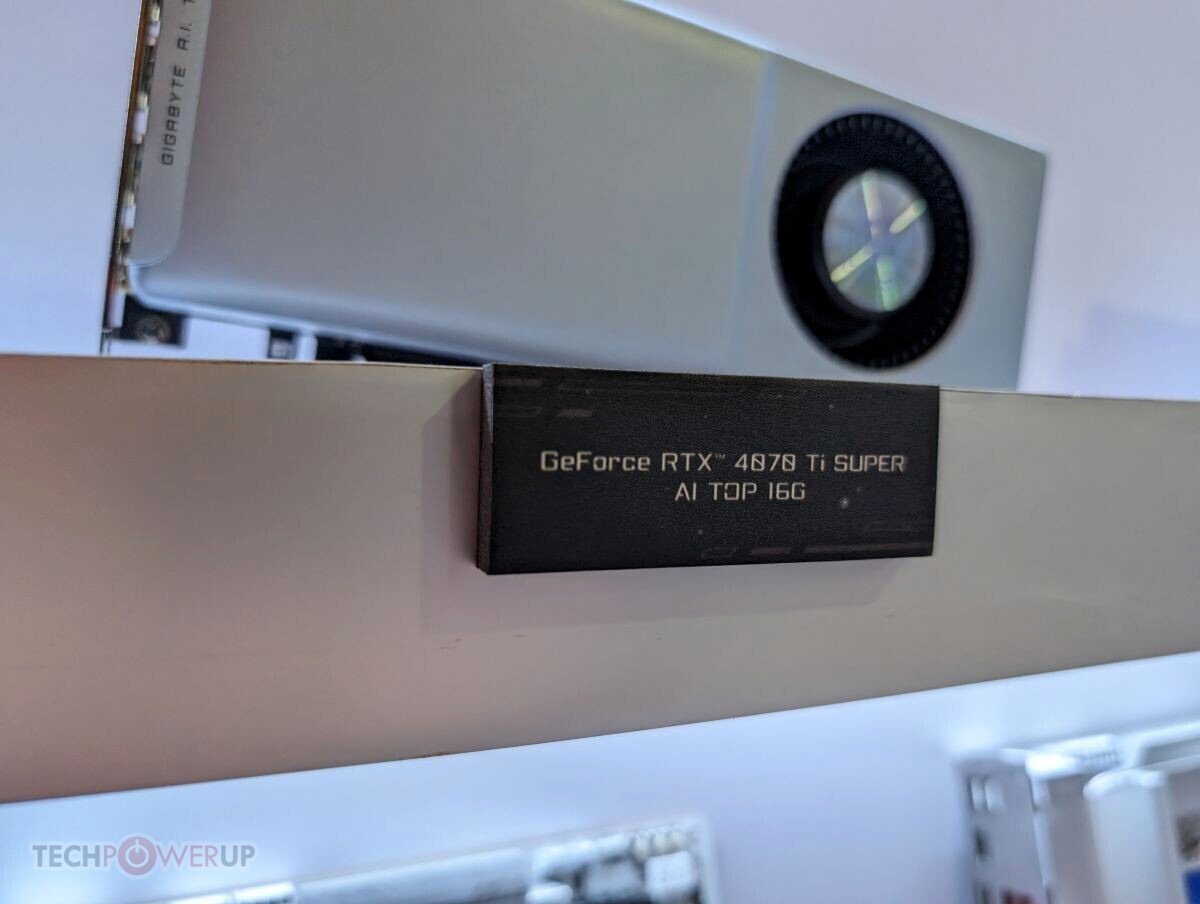 GIGABYTE A.I.
GeForce RTX™ 4070 Ti SUPER
AI TOP 16G
TECHPOWERUP